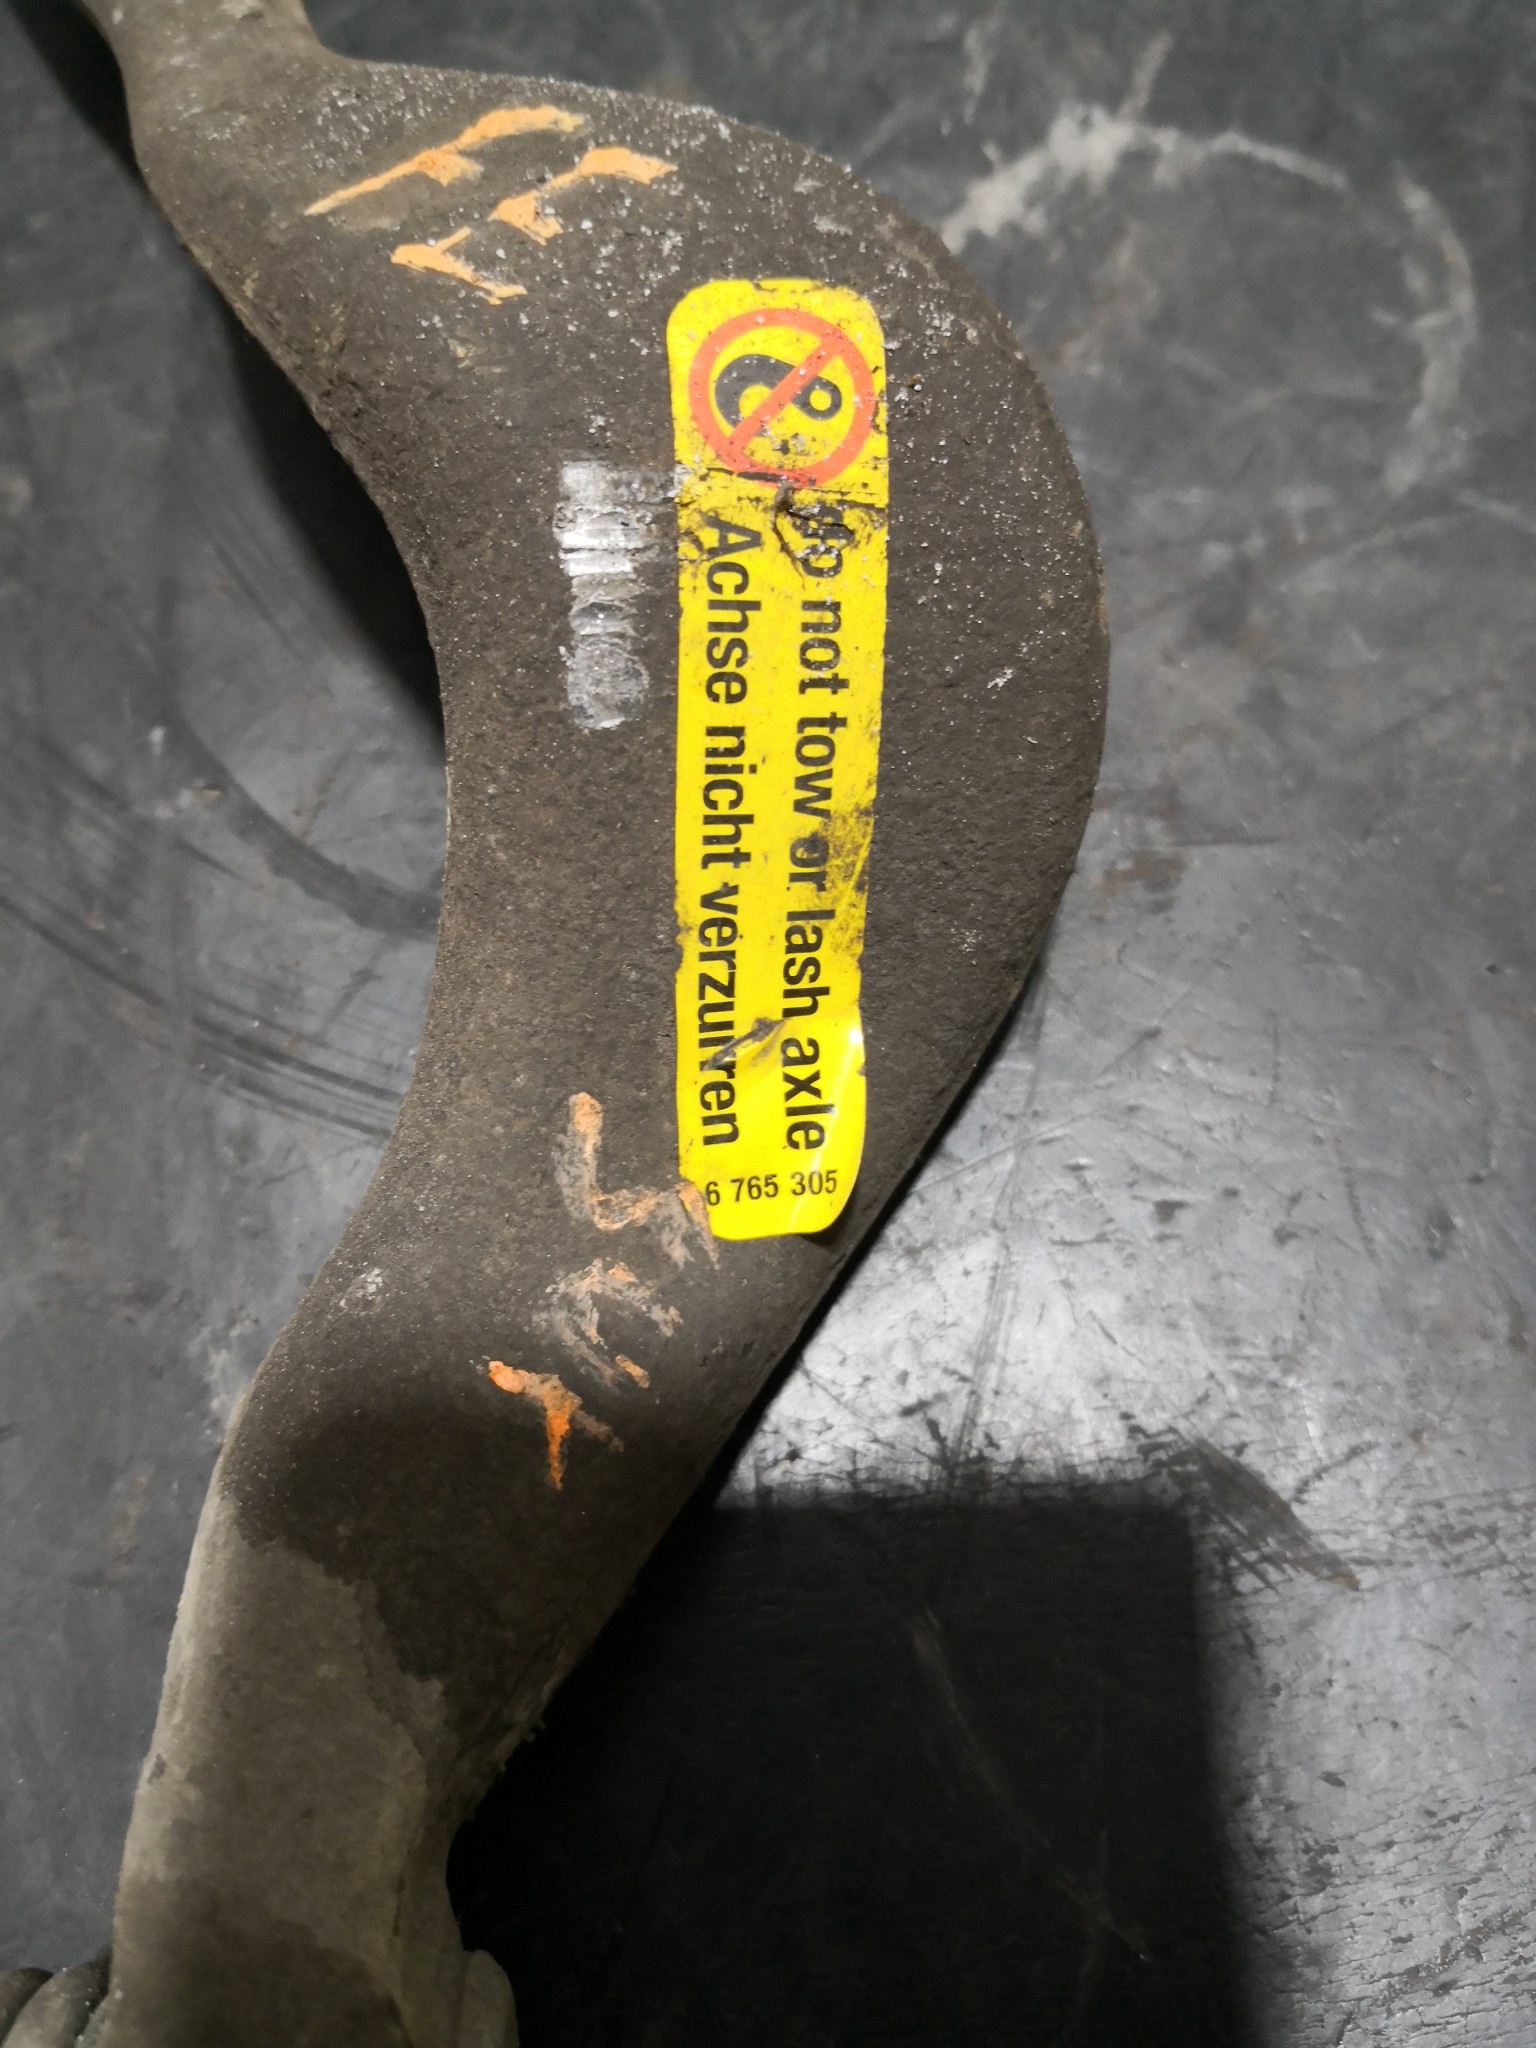 Do not tow or lash axle
Achse nicht verzurren
6 765 305